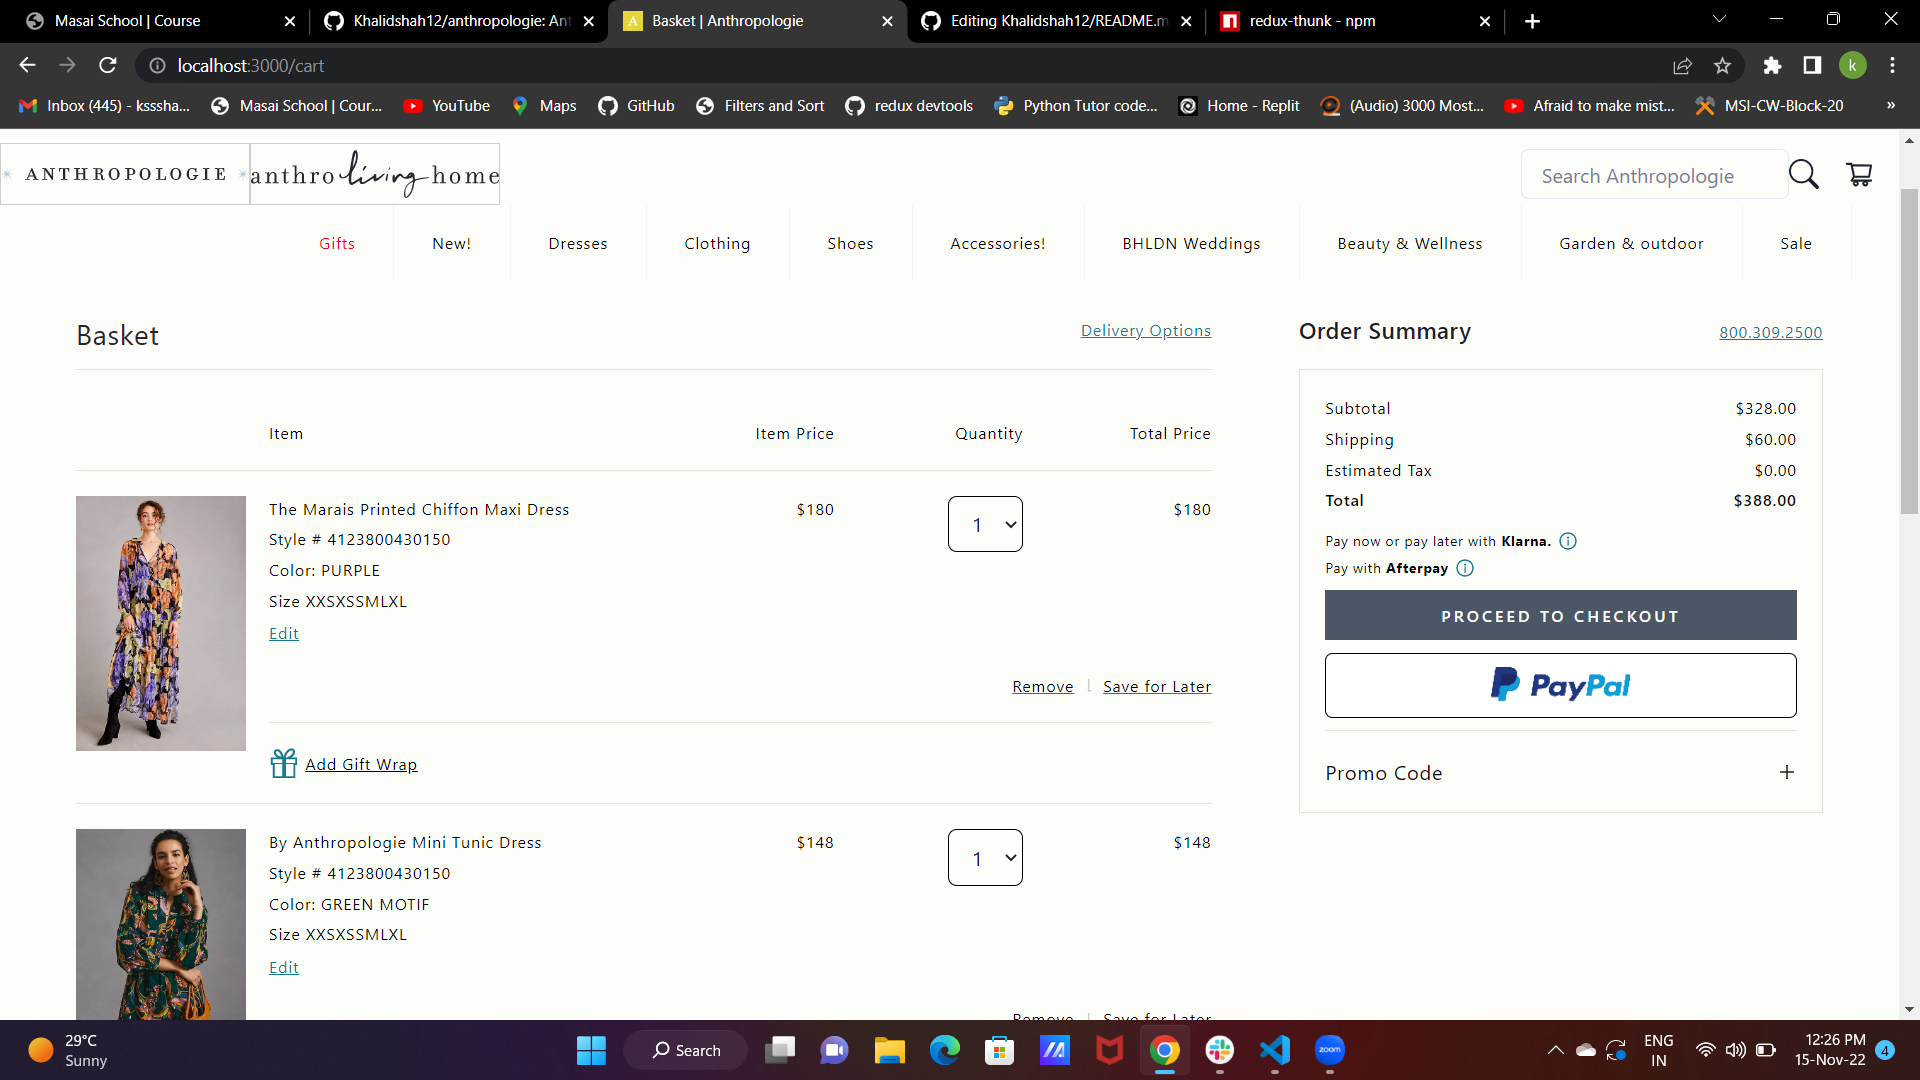 Masai School | Course
Khalidshah12/anthropologie: Ant
Basket | Anthropologie
Editing Khalidshah12/README.m
redux-thunk - npm
localhost:3000/cart
k
Inbox (445) - ksssha...
Masai School | Cour...
YouTube
Maps
GitHub
Filters and Sort
redux devtools
Python Tutor code...
Home - Replit
(Audio) 3000 Most...
Afraid to make mist...
MSI-CW-Block-20
»
ANTHROPOLOGIE
anthroliving home
Search Anthropologie
Gifts
New!
Dresses
Clothing
Shoes
Accessories!
BHLDN Weddings
Beauty & Wellness
Garden & outdoor
Sale
Basket
Delivery Options
Item
Item Price
Quantity
Total Price
The Marais Printed Chiffon Maxi Dress
$180
1
$180
Style # 4123800430150
Color: PURPLE
Size XXSXSSMLXL
Edit
Remove | Save for Later
Add Gift Wrap
By Anthropologie Mini Tunic Dress
$148
1
$148
Style # 4123800430150
Color: GREEN MOTIF
Size XXSXSSMLXL
Edit
Remove | Save for Later
Order Summary
800.309.2500
Subtotal $328.00
Shipping $60.00
Estimated Tax $0.00
Total $388.00
Pay now or pay later with Klarna.
Pay with Afterpay
PROCEED TO CHECKOUT
PayPal
Promo Code +
29°C
Sunny
Search
zoom
ENG
IN
12:26 PM
15-Nov-22
4